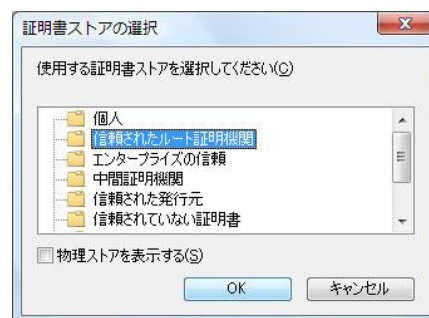 証明書ストアの選択
使用する証明書ストアを選択してください(C)
個人
信頼されたルート証明機関
エンタープライズの信頼
中間証明機関
信頼された発行元
信頼されていない証明書
物理ストアを表示する(S)
OK
キャンセル